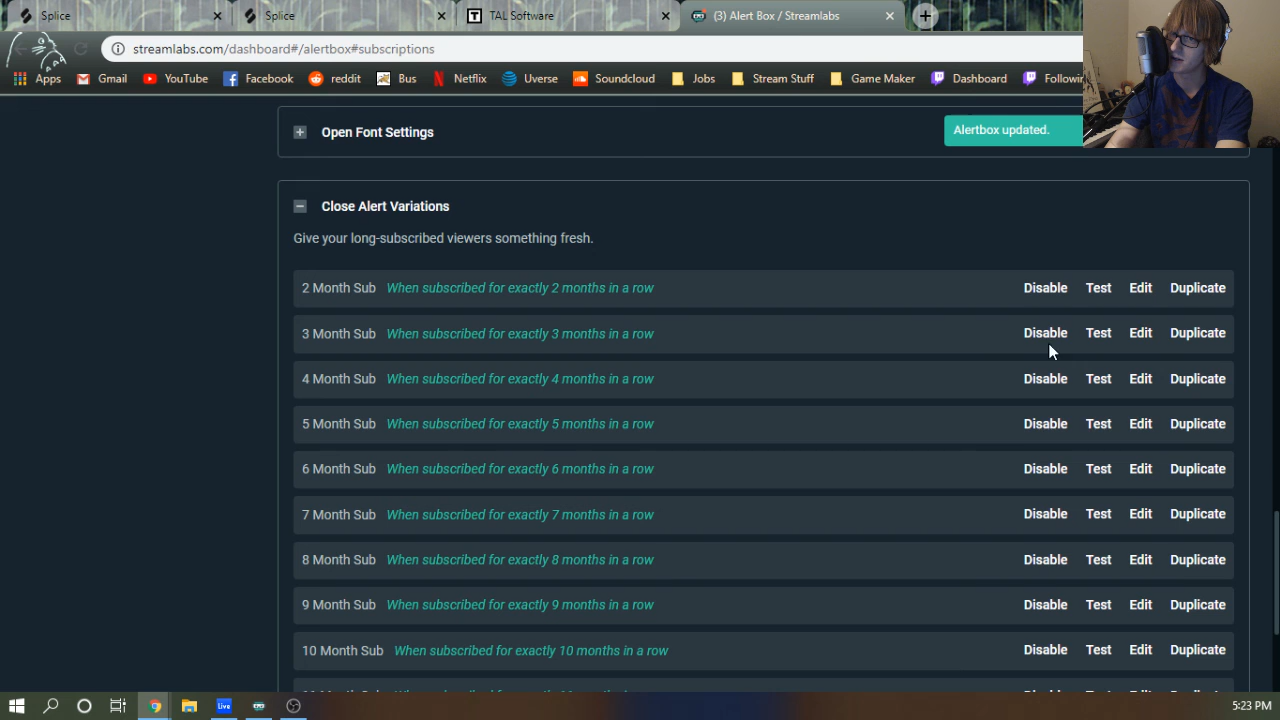 Splice
Splice
TAL Software
(3) Alert Box / Streamlabs
streamlabs.com/dashboard#/alertbox#subscriptions
Apps Gmail YouTube Facebook reddit Bus Netflix Uverse Soundcloud Jobs Stream Stuff Game Maker Dashboard Followin
Open Font Settings
Alertbox updated.
Close Alert Variations
Give your long-subscribed viewers something fresh.
2 Month Sub When subscribed for exactly 2 months in a row Disable Test Edit Duplicate
3 Month Sub When subscribed for exactly 3 months in a row Disable Test Edit Duplicate
4 Month Sub When subscribed for exactly 4 months in a row Disable Test Edit Duplicate
5 Month Sub When subscribed for exactly 5 months in a row Disable Test Edit Duplicate
6 Month Sub When subscribed for exactly 6 months in a row Disable Test Edit Duplicate
7 Month Sub When subscribed for exactly 7 months in a row Disable Test Edit Duplicate
8 Month Sub When subscribed for exactly 8 months in a row Disable Test Edit Duplicate
9 Month Sub When subscribed for exactly 9 months in a row Disable Test Edit Duplicate
10 Month Sub When subscribed for exactly 10 months in a row Disable Test Edit Duplicate
Live
5:23 PM